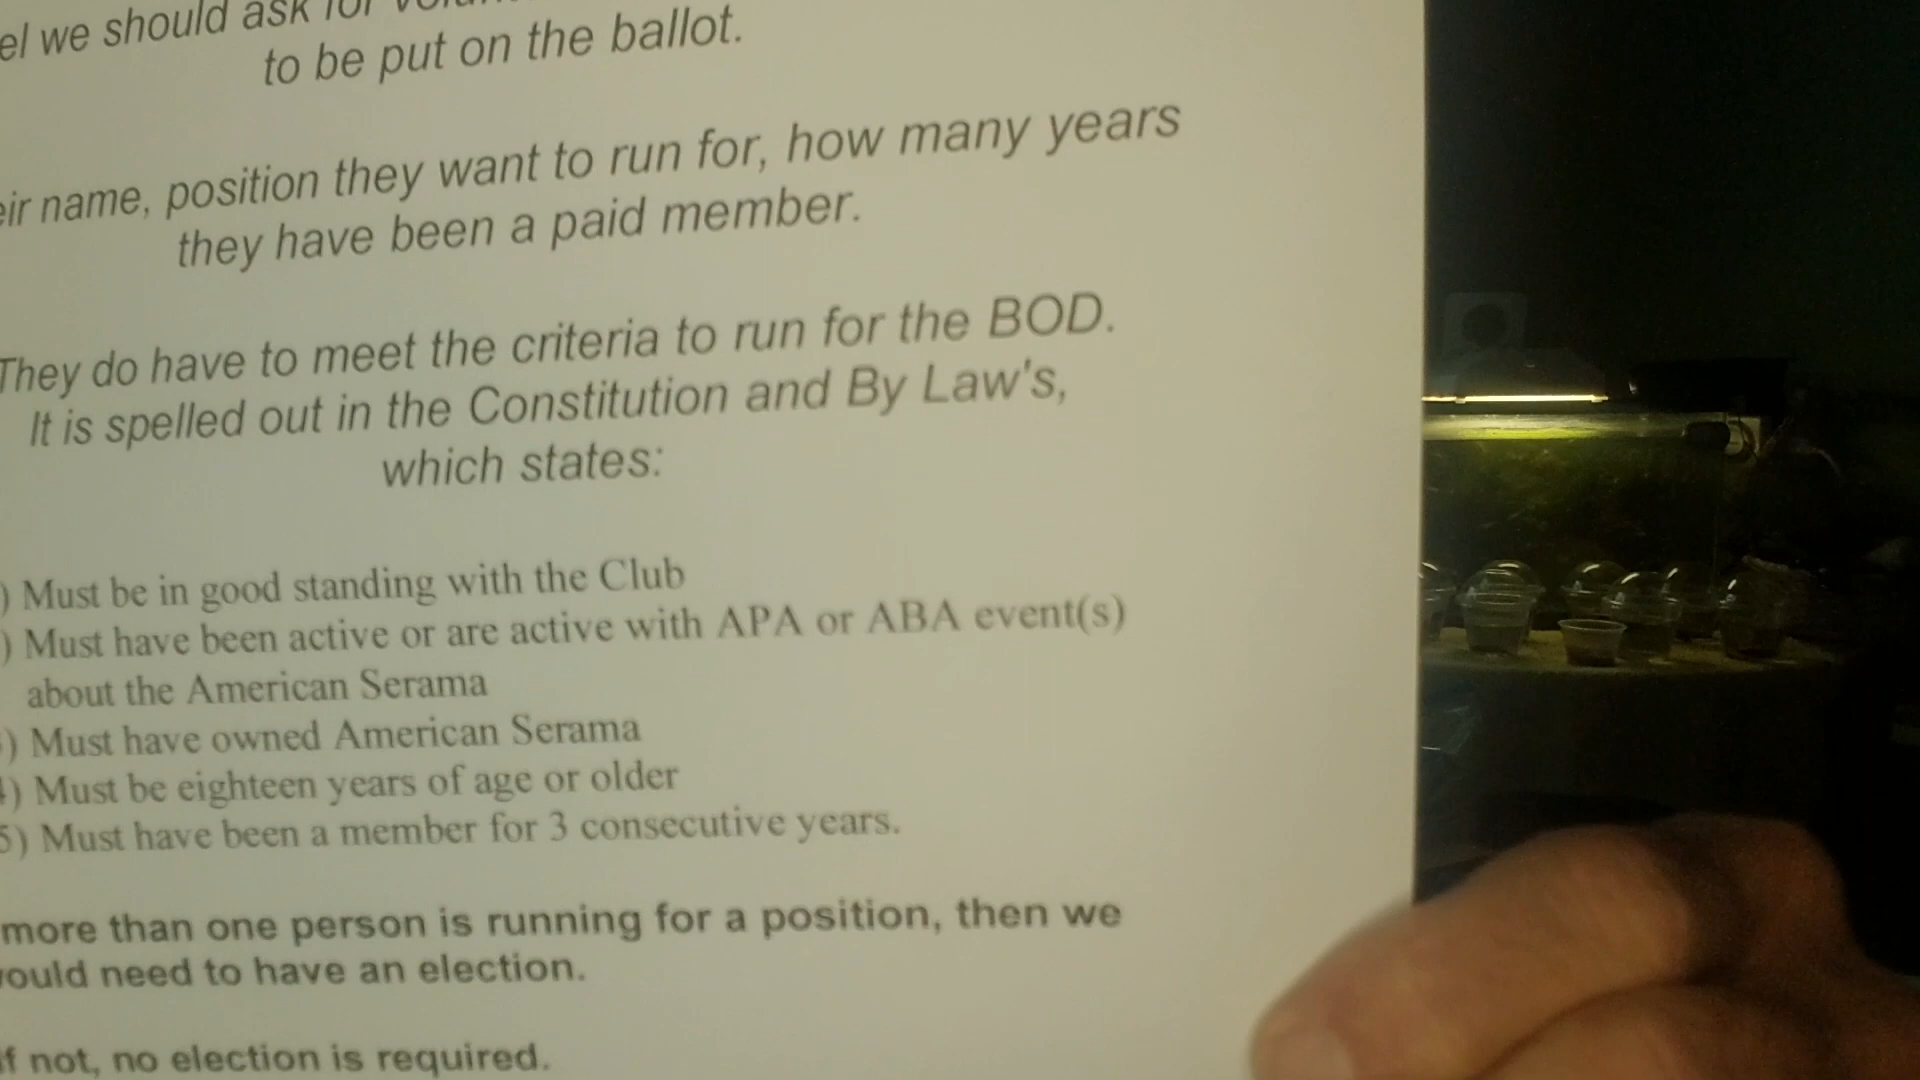 we should ask for
to be put on the ballot.
name, position they want to run for, how many years
they have been a paid member.
They do have to meet the criteria to run for the BOD.
It is spelled out in the Constitution and By Law's,
which states:
) Must be in good standing with the Club
) Must have been active or are active with APA or ABA event(s)
about the American Serama
) Must have owned American Serama
) Must be eighteen years of age or older
5) Must have been a member for 3 consecutive years.
more than one person is running for a position, then we
would need to have an election.
If not, no election is required.